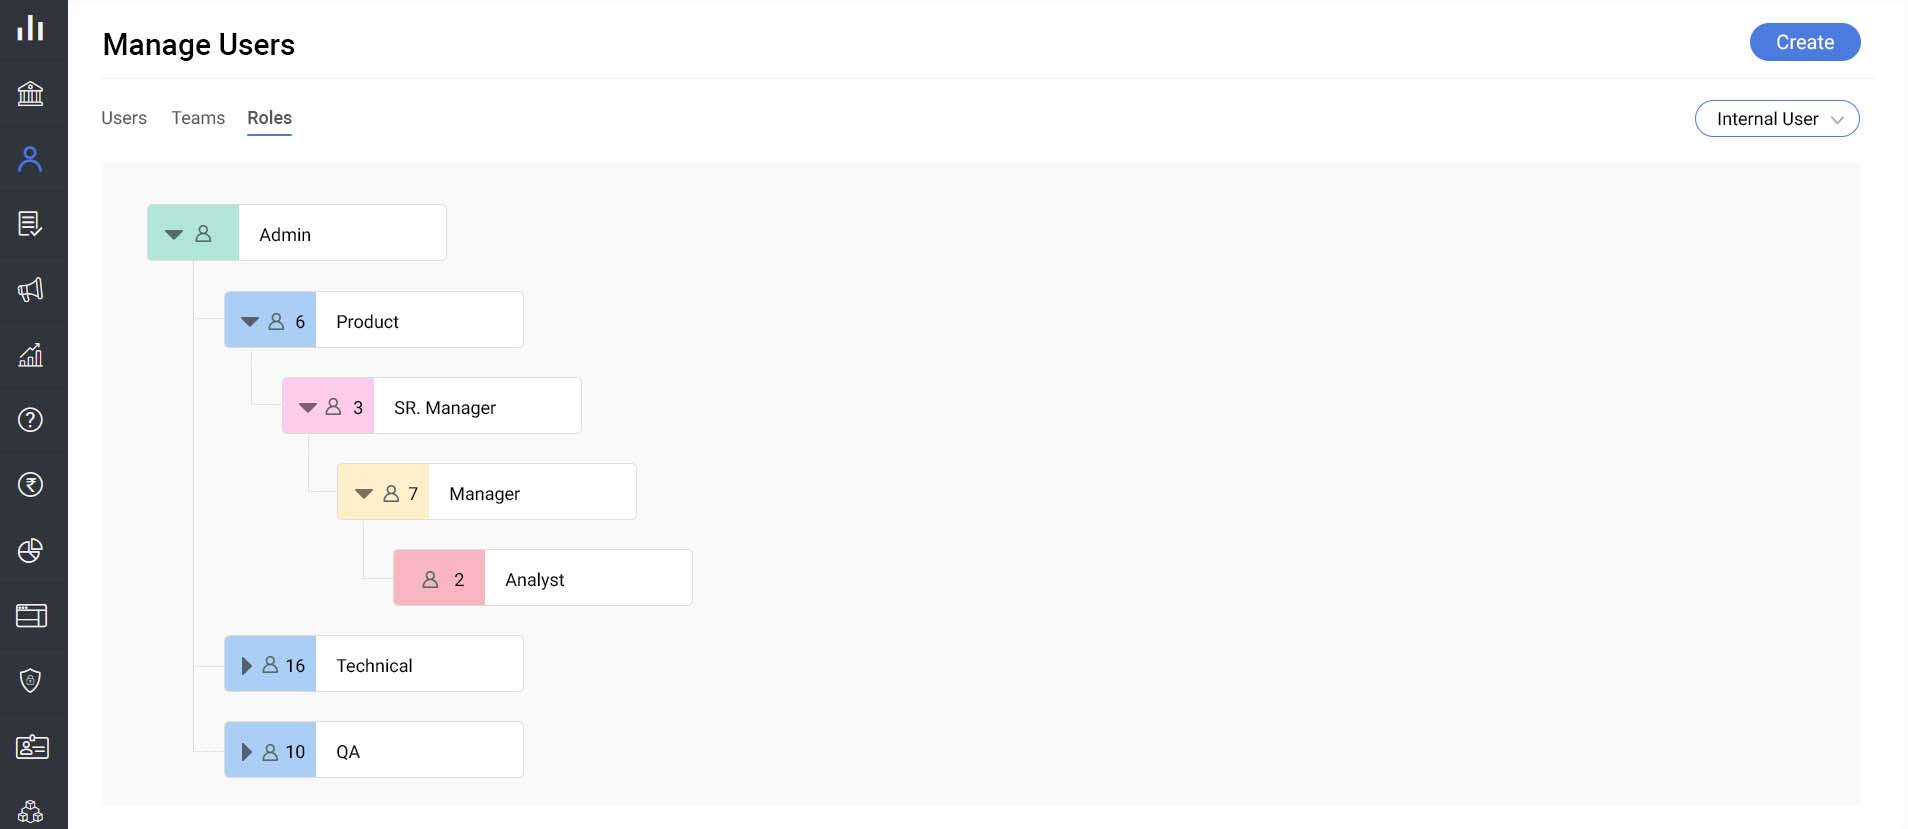 Manage Users
Create
Users Teams Roles
Internal User
Admin
6 Product
3 SR. Manager
7 Manager
2 Analyst
16 Technical
10 QA